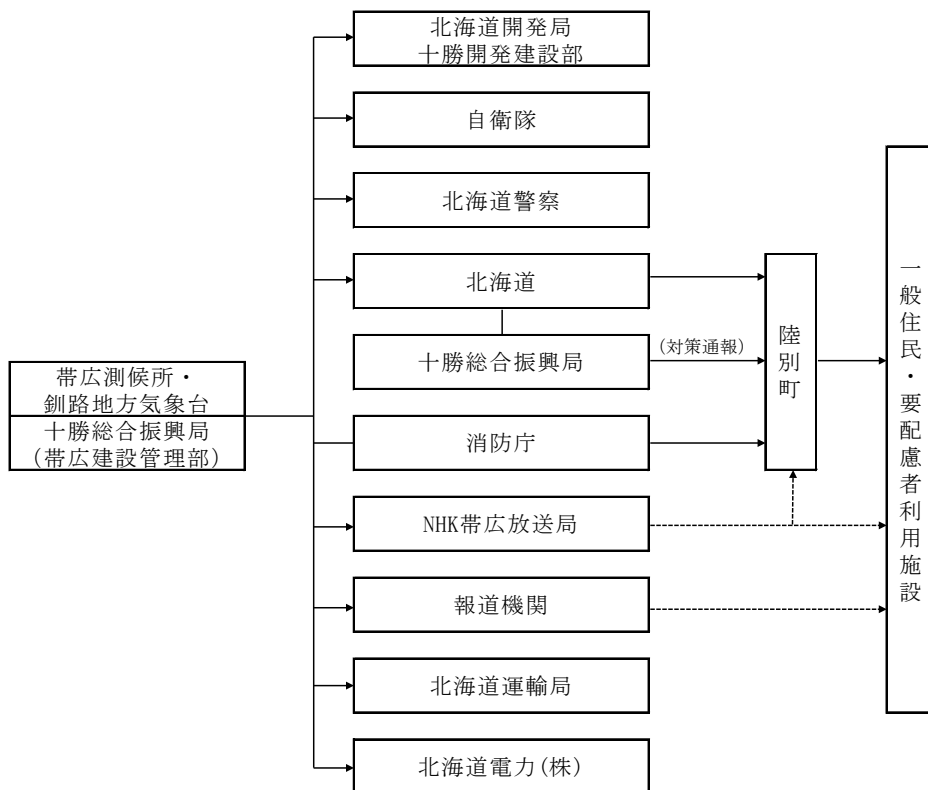 帯広測候所・
釧路地方気象台
十勝総合振興局
(帯広建設管理部)
北海道開発局
十勝開発建設部
自衛隊
北海道警察
北海道
十勝総合振興局
(対策通報)
消防庁
NHK帯広放送局
報道機関
北海道運輸局
北海道電力(株)
陸別町
一般住民・要配慮者利用施設